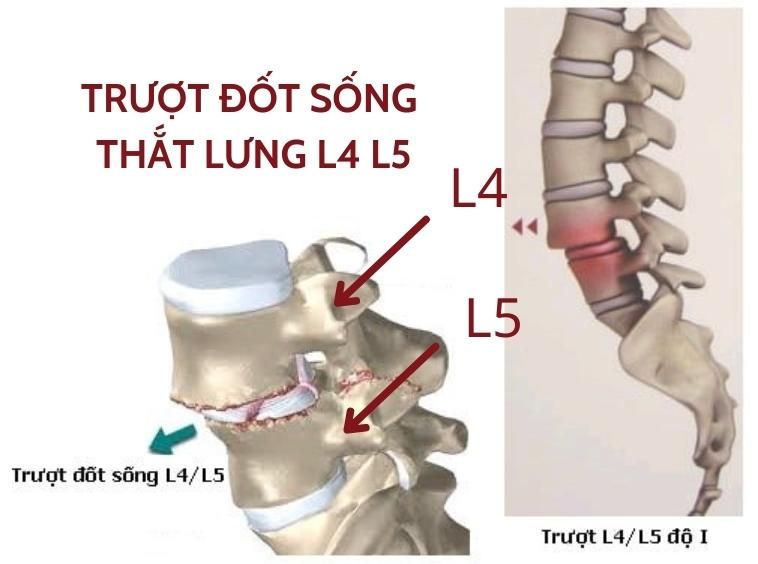 TRƯỢT ĐỐT SỐNG
THẮT LƯNG L4 L5
L4
L5
Trượt đốt sống L4/L5
Trượt L4/L5 độ I